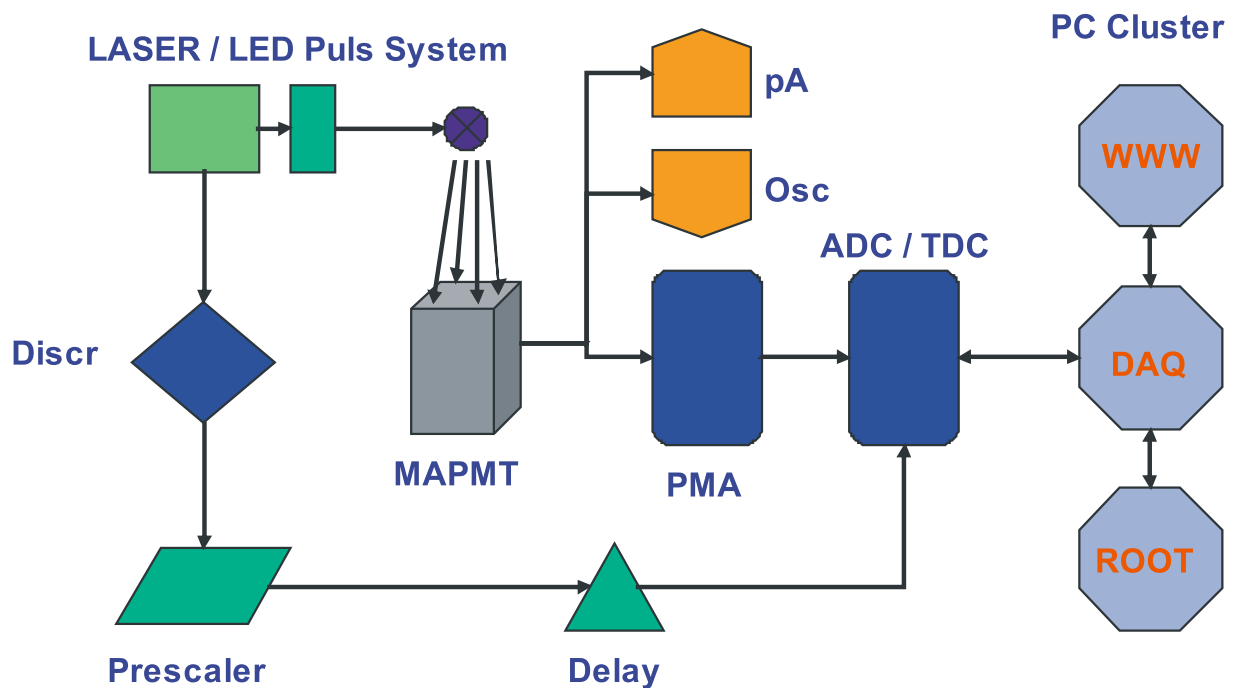 PC Cluster
LASER / LED Puls System
pA
WWW
Osc
ADC / TDC
Discr
DAQ
MAPMT
PMA
ROOT
Prescaler
Delay